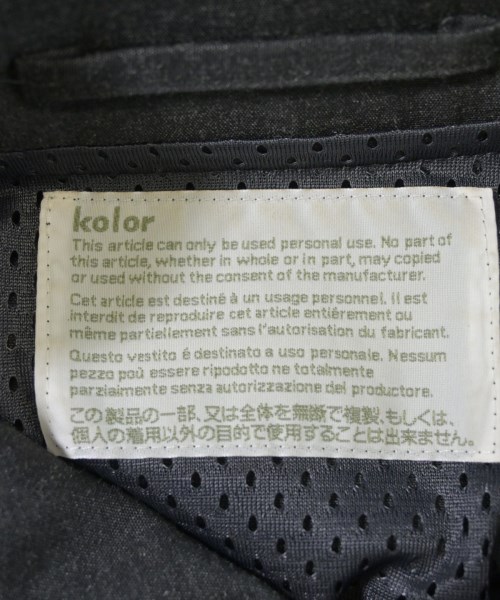 kolor
This article can only be used personal use. No part of
this article, whether in whole or in part, may copied
or used without the consent of the manufacturer.
Cet article est destiné à un usage personnel. il est
interdit de reproduire cet article entiérement ou
même partiellement sans l'autorisation du fabricant.
Questo vestito é destinato a uso personale. Nessum
pezzo poù essere ripodotto ne totalmente
parzialmente senza autorizzazione del productore.
この製品の一部、又は全体を無断で複製、もしくは、
個人の着用以外の目的で使用することは出来ません。